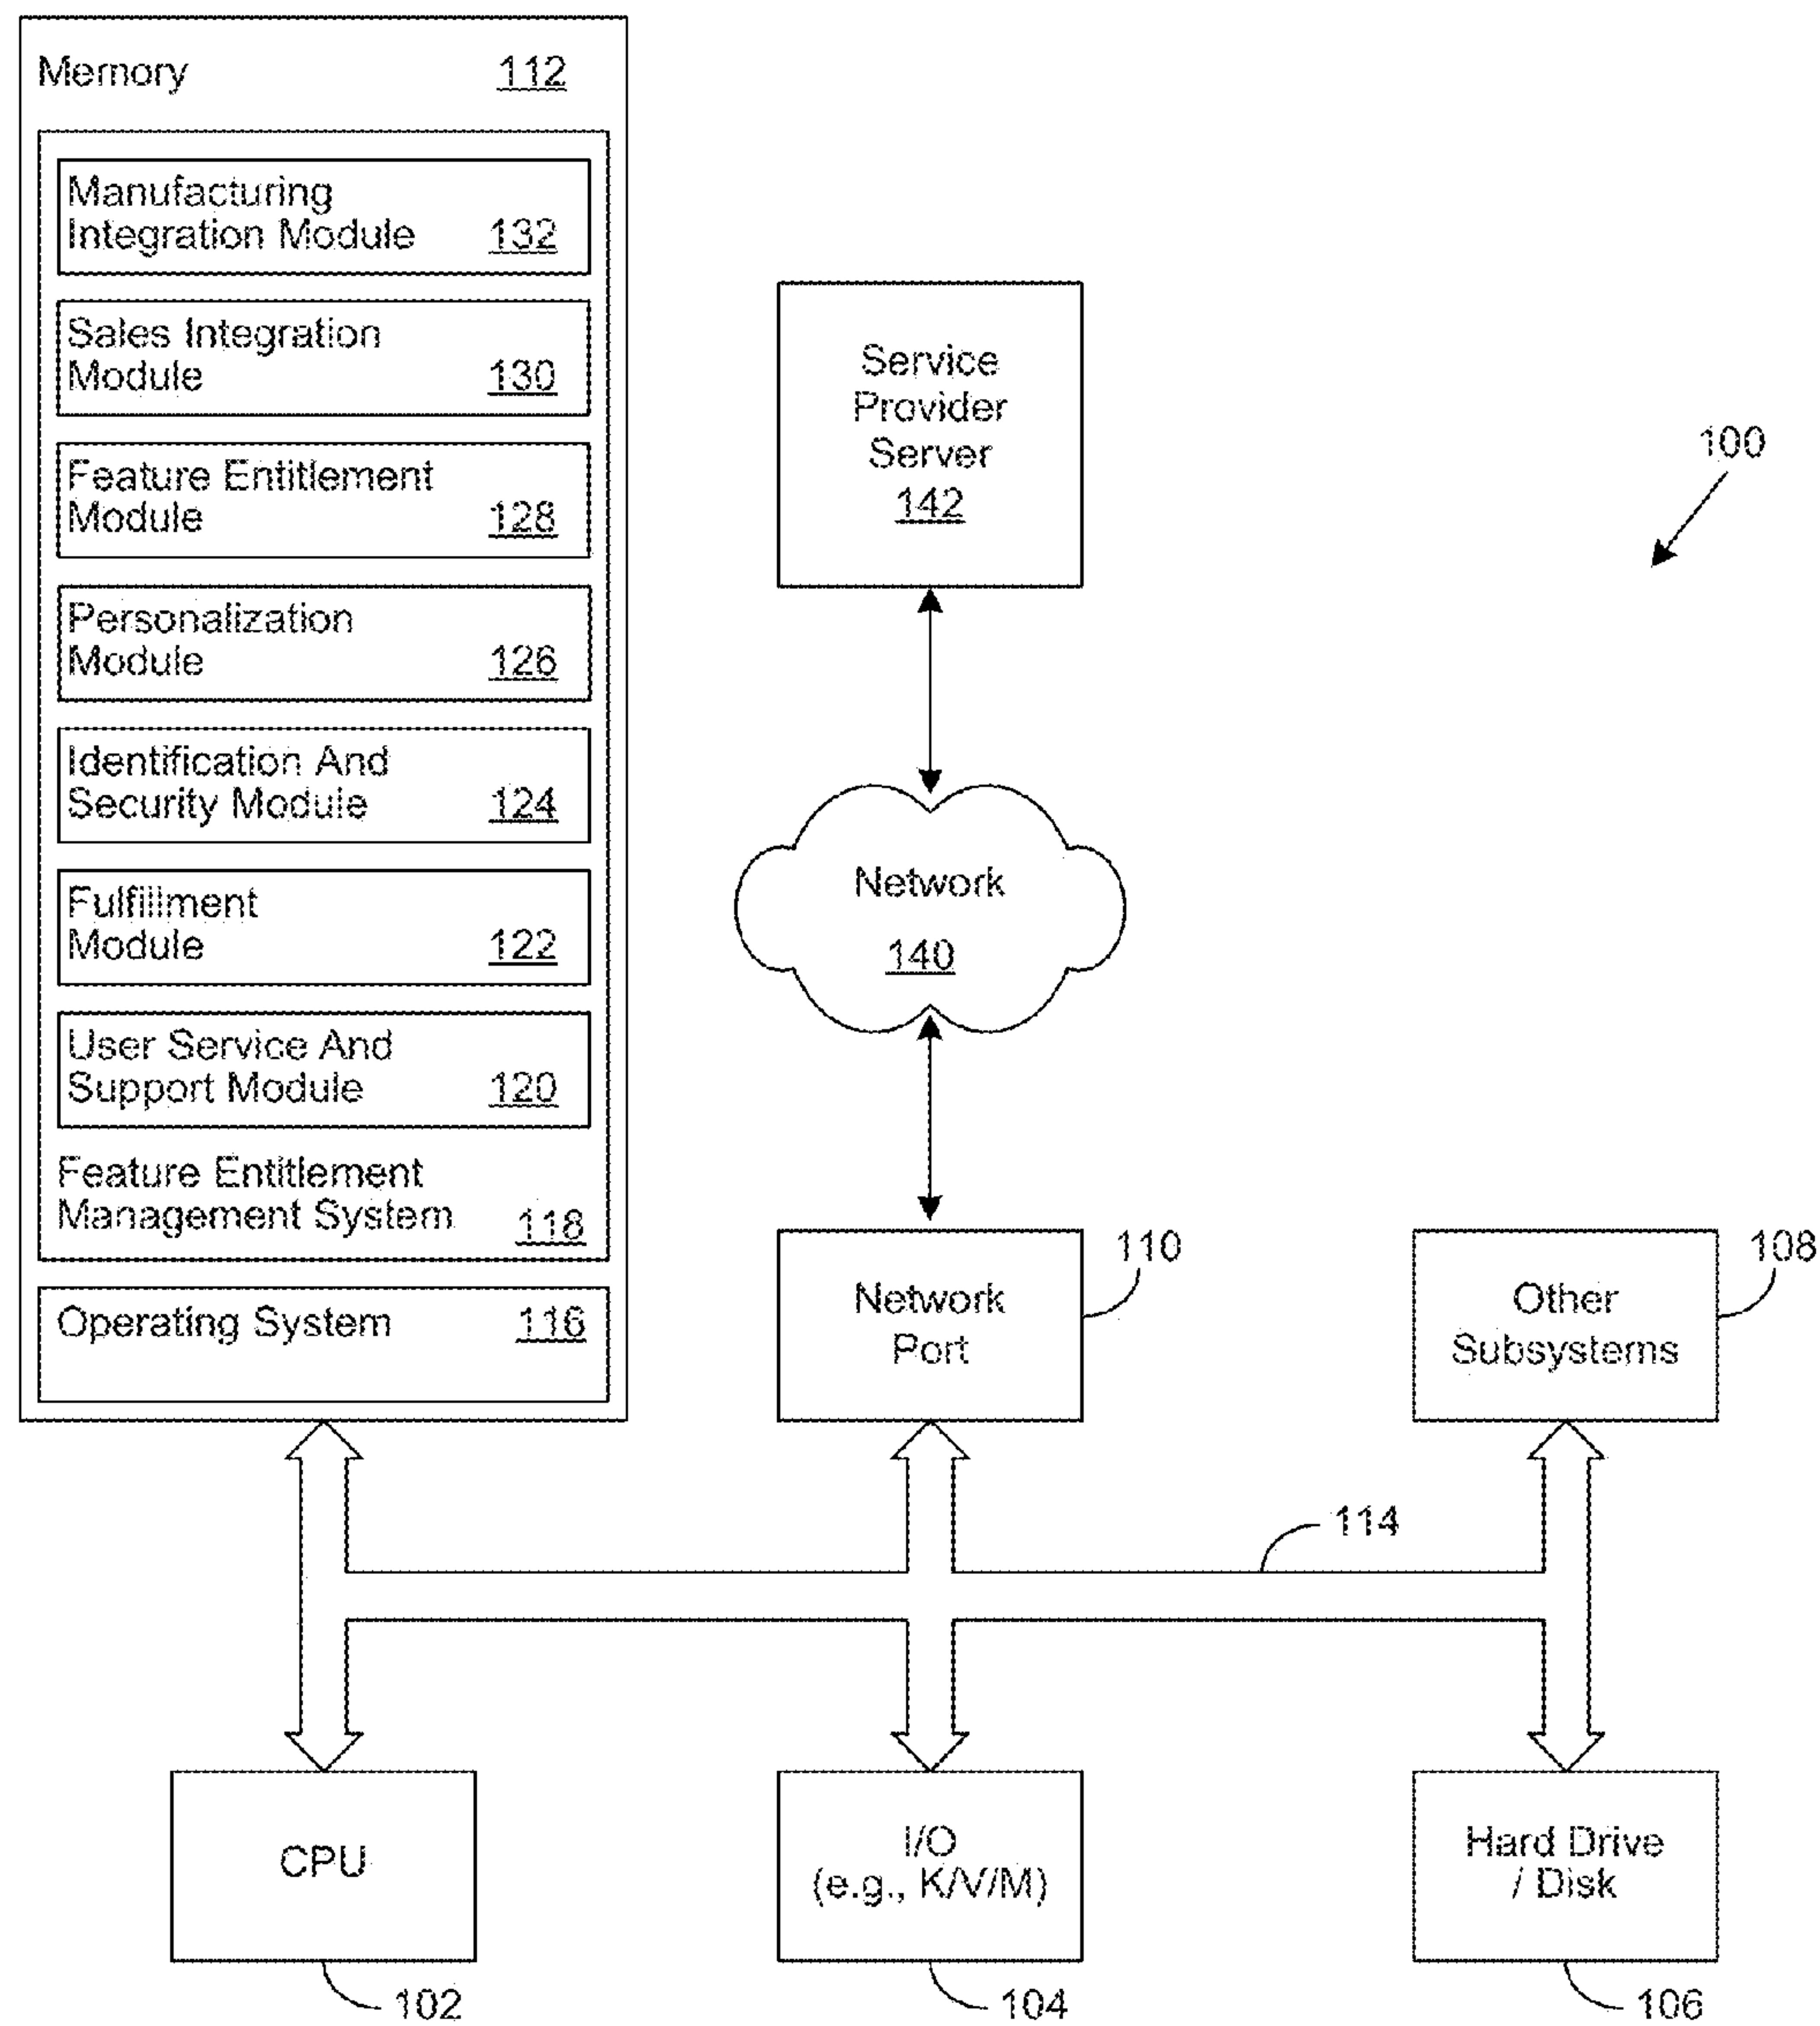 Memory 112
Manufacturing
Integration Module 132
Sales Integration
Module 130
Feature Entitlement
Module 128
Personalization
Module 126
Identification And
Security Module 124
Fulfillment
Module 122
User Service And
Support Module 120
Feature Entitlement
Management System 118
Operating System 116
Service
Provider
Server
142
100
Network
140
Network
Port
110
Other
Subsystems
108
114
CPU
102
I/O
(e.g., K/V/M)
104
Hard Drive
/ Disk
106